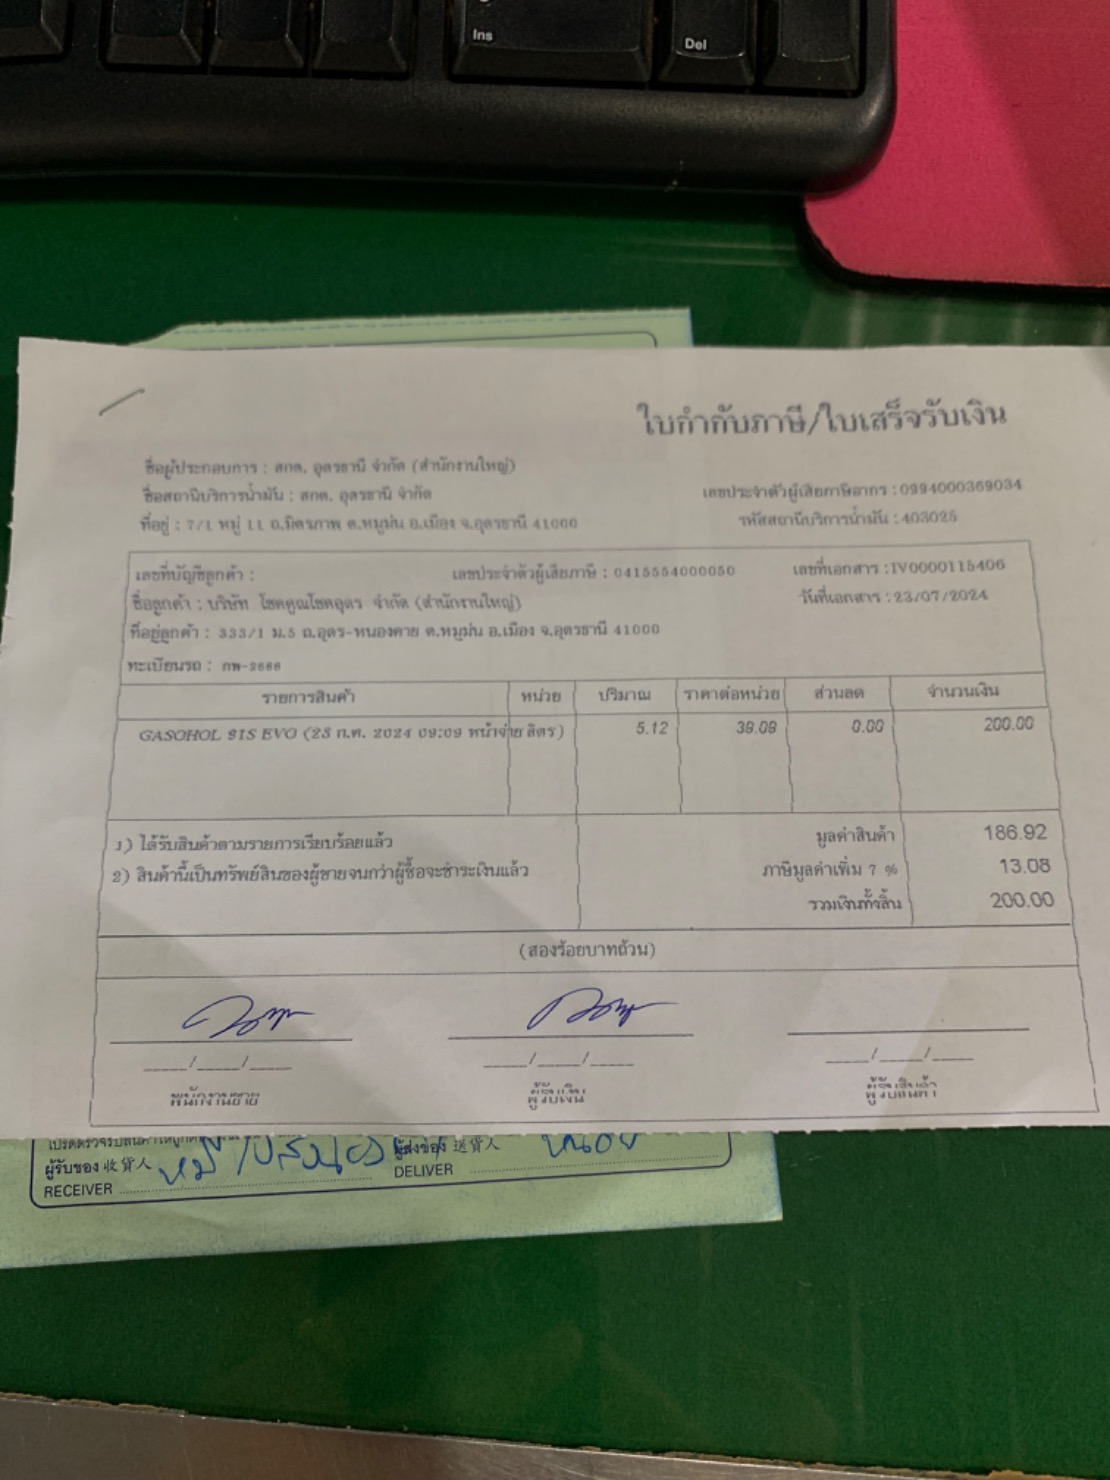 Ins
Del
ใบกำกับภาษี/ใบเสร็จรับเงิน
ชื่อผู้ประกอบการ : สกต. อุดรธานี จำกัด (สำนักงานใหญ่)
ชื่อสถานีบริการน้ำมัน : สกต. อุดรธานี จำกัด
เลขประจำตัวผู้เสียภาษีอากร : 0994000369034
ที่อยู่ : 7/1 หมู่ 11 ถ.มิตรภาพ ต.หมูม่น อ.เมือง จ.อุดรธานี 41000
รหัสสถานีบริการน้ำมัน : 403025
เลขที่บัญชีลูกค้า :
เลขประจำตัวผู้เสียภาษี : 0415554000050
เลขที่เอกสาร : IV0000115406
ชื่อลูกค้า : บริษัท โชคคูณโชคอุดร จำกัด (สำนักงานใหญ่)
วันที่เอกสาร : 23/07/2024
ที่อยู่ลูกค้า : 333/1 ม.5 ถ.อุดร-หนองคาย ต.หมูม่น อ.เมือง จ.อุดรธานี 41000
ทะเบียนรถ :
รายการสินค้า หน่วย ปริมาณ ราคาต่อหน่วย ส่วนลด จำนวนเงิน
GASOHOL 91S EVO (23 ก.ค. 2024 09:09 หน้าจ่าย ลิตร) 5.12 39.09 0.00 200.00
1) ได้รับสินค้าตามรายการเรียบร้อยแล้ว
มูลค่าสินค้า 186.92
2) สินค้านี้เป็นทรัพย์สินของผู้ขายจนกว่าผู้ซื้อจะชำระเงินแล้ว
ภาษีมูลค่าเพิ่ม 7 % 13.08
รวมเงินทั้งสิ้น 200.00
(สองร้อยบาทถ้วน)
____/____/____ ____/____/____ ____/____/____
พนักงานขาย ผู้รับเงิน ผู้รับสินค้า
ผู้รับของ 收貨人
RECEIVER
ผู้ส่งของ 送貨人
DELIVER